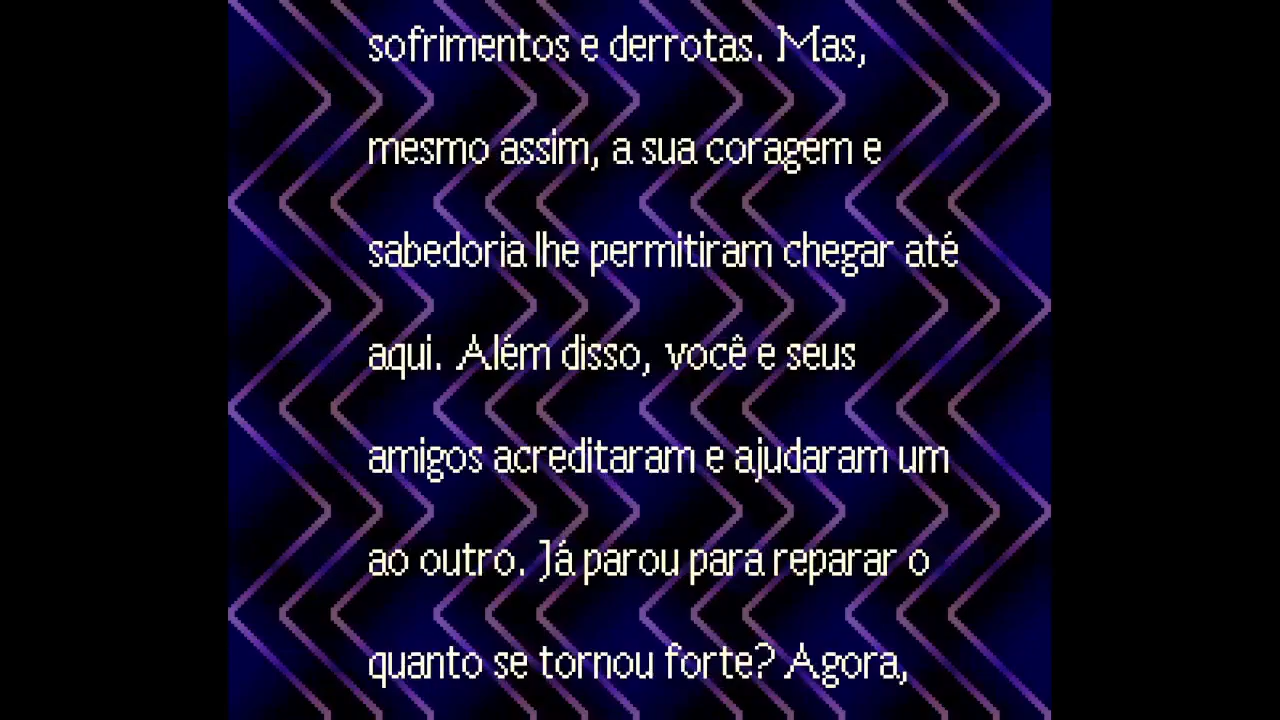 sofrimentos e derrotas. Mas,
mesmo assim, a sua coragem e
sabedoria lhe permitiram chegar até
aqui. Além disso, você e seus
amigos acreditaram e ajudaram um
ao outro. Já parou para reparar o
quanto se tornou forte? Agora,